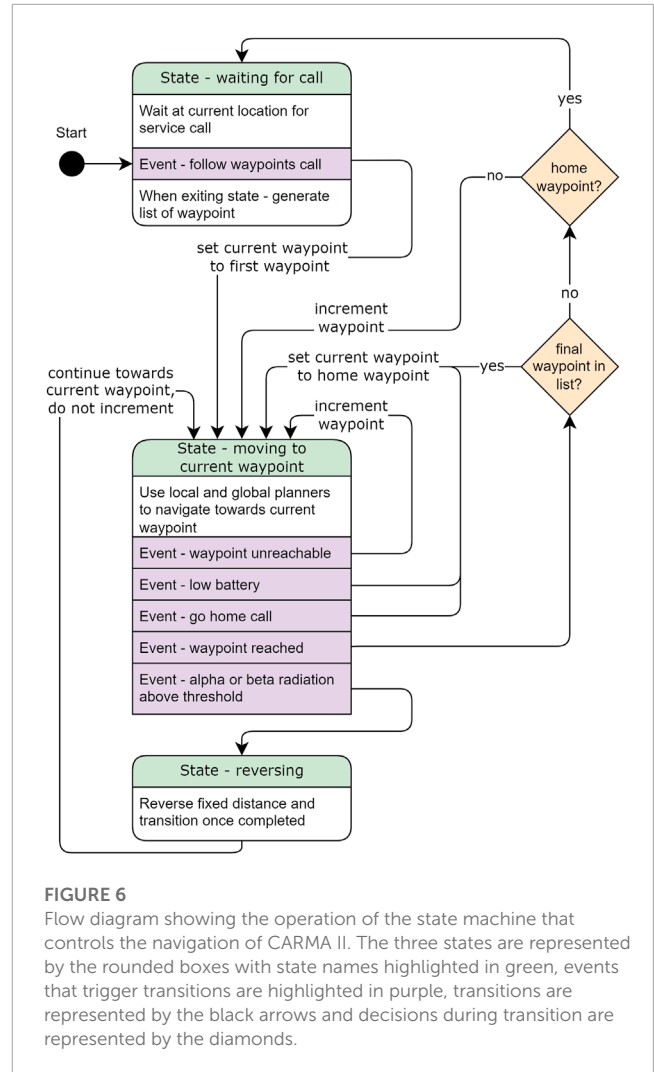 State - waiting for call
Wait at current location for
service call
Start
Event - follow waypoints call
When exiting state - generate
list of waypoint
yes
home
waypoint?
no
set current waypoint
to first waypoint
no
increment
waypoint
final
waypoint in
list?
yes
set current waypoint
to home waypoint
continue towards
current waypoint,
do not increment
increment
waypoint
State - moving to
current waypoint
Use local and global planners
to navigate towards current
waypoint
Event - waypoint unreachable
Event - low battery
Event - go home call
Event - waypoint reached
Event - alpha or beta radiation
above threshold
State - reversing
Reverse fixed distance and
transition once completed
FIGURE 6
Flow diagram showing the operation of the state machine that
controls the navigation of CARMA II. The three states are represented
by the rounded boxes with state names highlighted in green, events
that trigger transitions are highlighted in purple, transitions are
represented by the black arrows and decisions during transition are
represented by the diamonds.